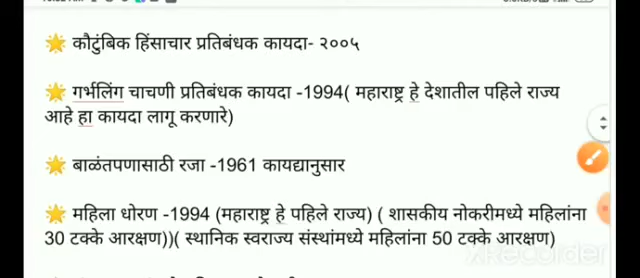 🌟 कौटुंबिक हिंसाचार प्रतिबंधक कायदा- २००५
🌟 गर्भलिंग चाचणी प्रतिबंधक कायदा -1994( महाराष्ट्र हे देशातील पहिले राज्य
आहे हा कायदा लागू करणारे)
🌟 बाळंतपणासाठी रजा -1961 कायद्यानुसार
🌟 महिला धोरण -1994 (महाराष्ट्र हे पहिले राज्य) ( शासकीय नोकरीमध्ये महिलांना
30 टक्के आरक्षण))( स्थानिक स्वराज्य संस्थांमध्ये महिलांना 50 टक्के आरक्षण)
XRecorder